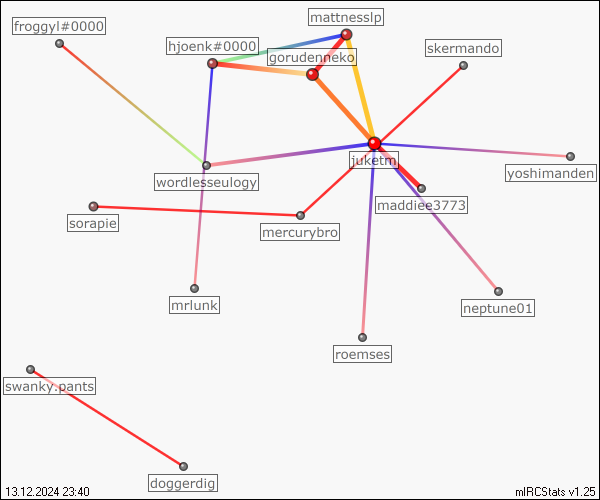 mattnesslp
froggyl#0000
hjoenk#0000
skermando
gorudenneko
juketn
yoshimanden
wordlesseulogy
maddiee3773
sorapie
mercurybro
mrlunk
neptune01
roemses
swanky.pants
doggerdig
13.12.2024 23:40
mIRCStats v1.25